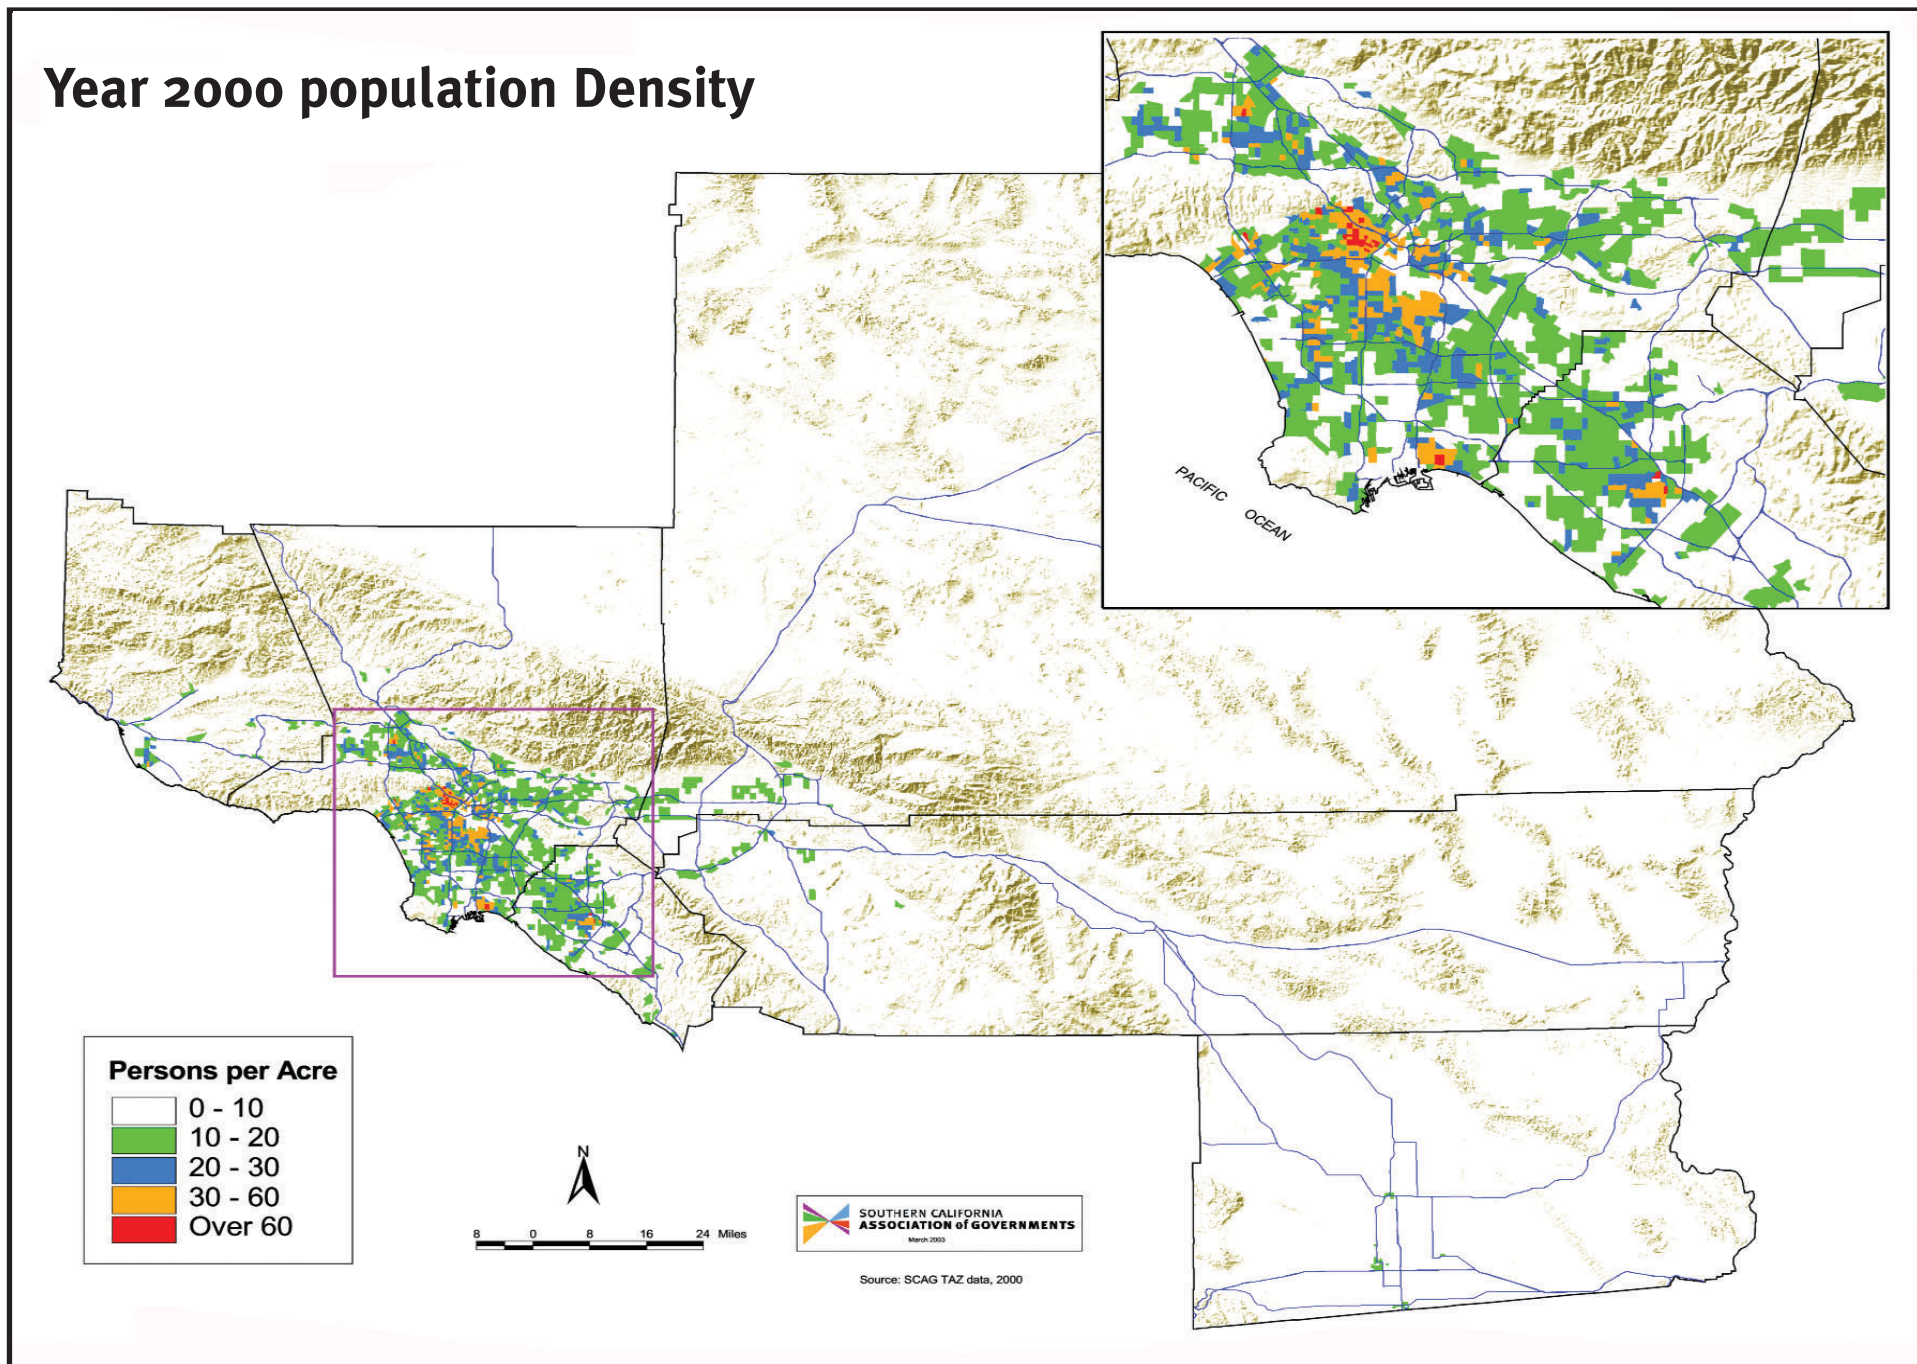 Year 2000 population Density
PACIFIC
OCEAN
Persons per Acre
0 - 10
10 - 20
20 - 30
30 - 60
Over 60
N
8 0 8 16 24 Miles
SOUTHERN CALIFORNIA
ASSOCIATION of GOVERNMENTS
March 2003
Source: SCAG TAZ data, 2000